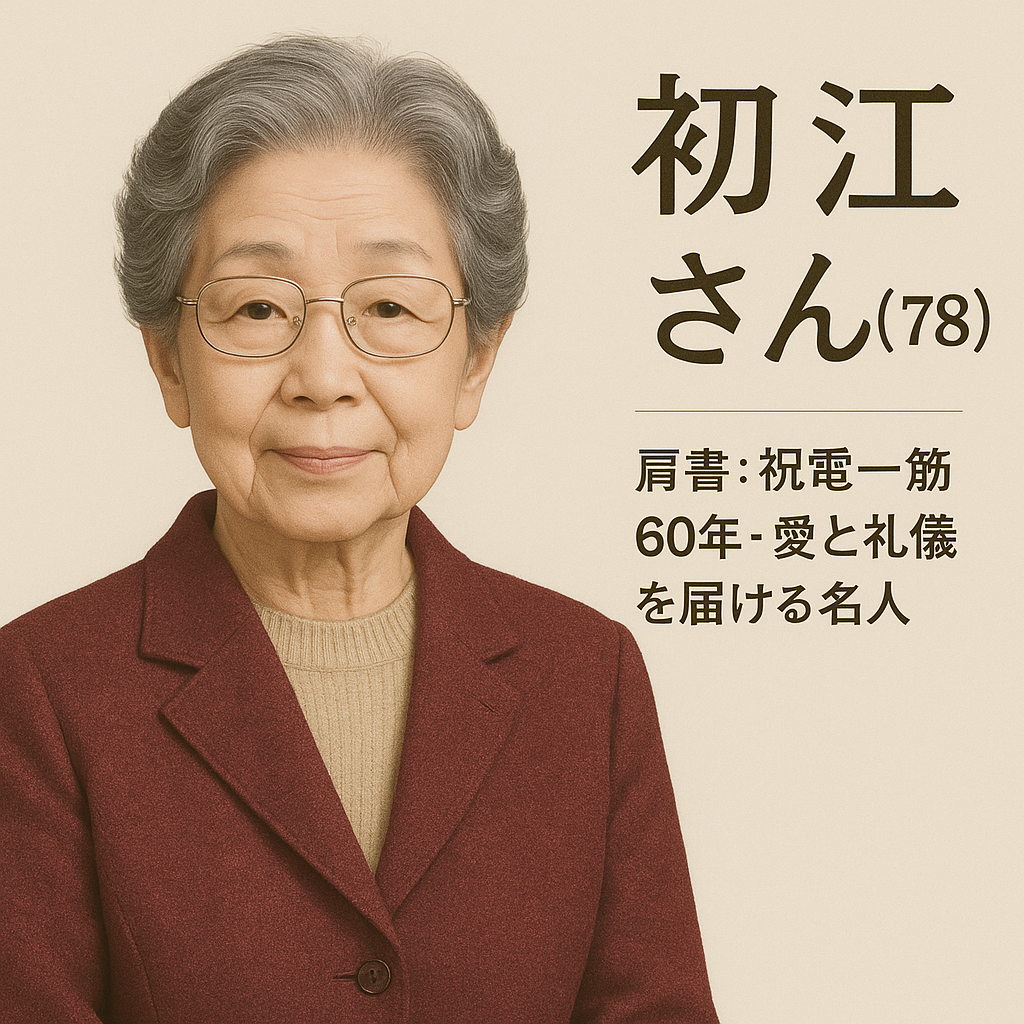 初江
さん(78)
肩書:祝電一筋
60年-愛と礼儀
を届ける名人